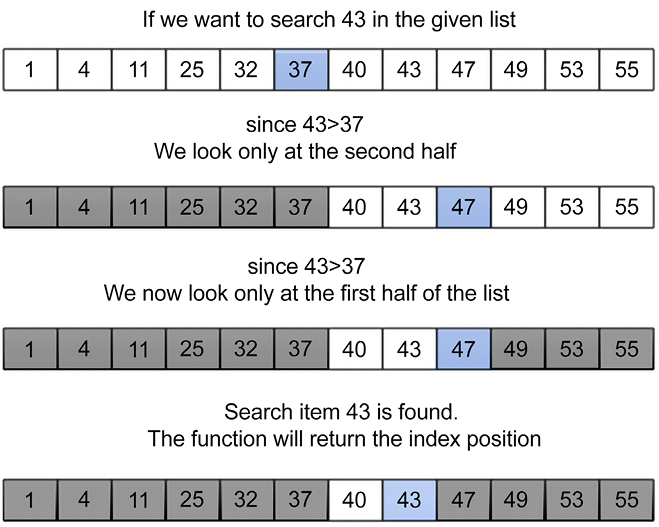 If we want to search 43 in the given list
1 4 11 25 32 37 40 43 47 49 53 55
since 43>37
We look only at the second half
1 4 11 25 32 37 40 43 47 49 53 55
since 43>37
We now look only at the first half of the list
1 4 11 25 32 37 40 43 47 49 53 55
Search item 43 is found.
The function will return the index position
1 4 11 25 32 37 40 43 47 49 53 55